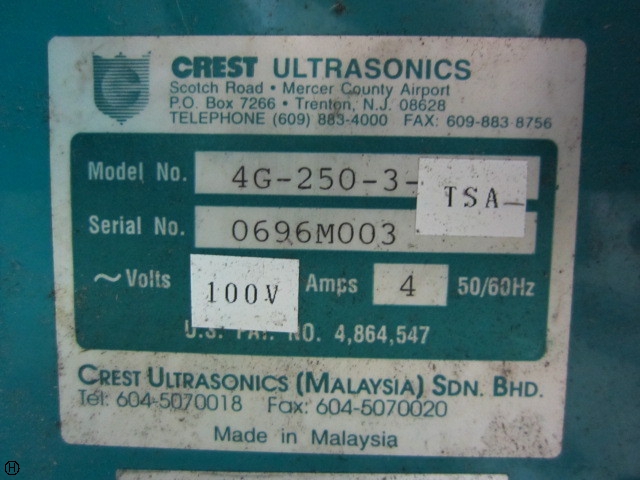 CREST ULTRASONICS
Scotch Road • Mercer County Airport
P.O. Box 7266 • Trenton, N.J. 08628
TELEPHONE (609) 883-4000 FAX: 609-883-8756
Model No. 4G-250-3- TSA-
Serial No. 0696M003
~Volts 100V Amps 4 50/60Hz
U.S. PAT. NO. 4,864,547
CREST ULTRASONICS (MALAYSIA) SDN. BHD.
Tel: 604-5070018 Fax: 604-5070020
Made in Malaysia
H